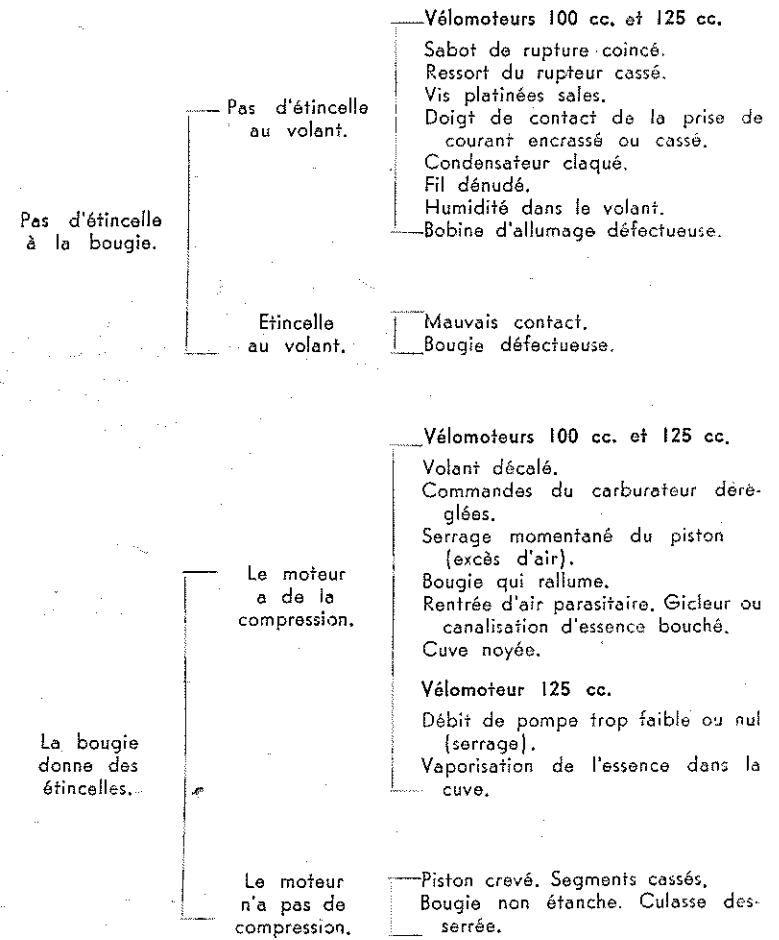 Vélomoteurs 100 cc. et 125 cc.
Sabot de rupture coincé.
Ressort du rupteur cassé.
Vis platinées sales.
Pas d'étincelle
au volant.
Doigt de contact de la prise de
courant encrassé ou cassé.
Condensateur claqué.
Fil dénudé.
Humidité dans le volant.
Bobine d'allumage défectueuse.
Pas d'étincelle
à la bougie.
Etincelle
au volant.
Mauvais contact.
Bougie défectueuse.
Vélomoteurs 100 cc. et 125 cc.
Volant décalé.
Commandes du carburateur déré-
glées.
Serrage momentané du piston
(excès d'air).
Le moteur
a de la
compression.
Bougie qui rallume.
Rentrée d'air parasitaire. Gicleur ou
canalisation d'essence bouché.
Cuve noyée.
Vélomoteur 125 cc.
Débit de pompe trop faible ou nul
(serrage).
Vaporisation de l'essence dans la
cuve.
La bougie
donne des
étincelles.
Le moteur
n'a pas de
compression.
Piston crevé. Segments cassés,
Bougie non étanche. Culasse des-
serrée.